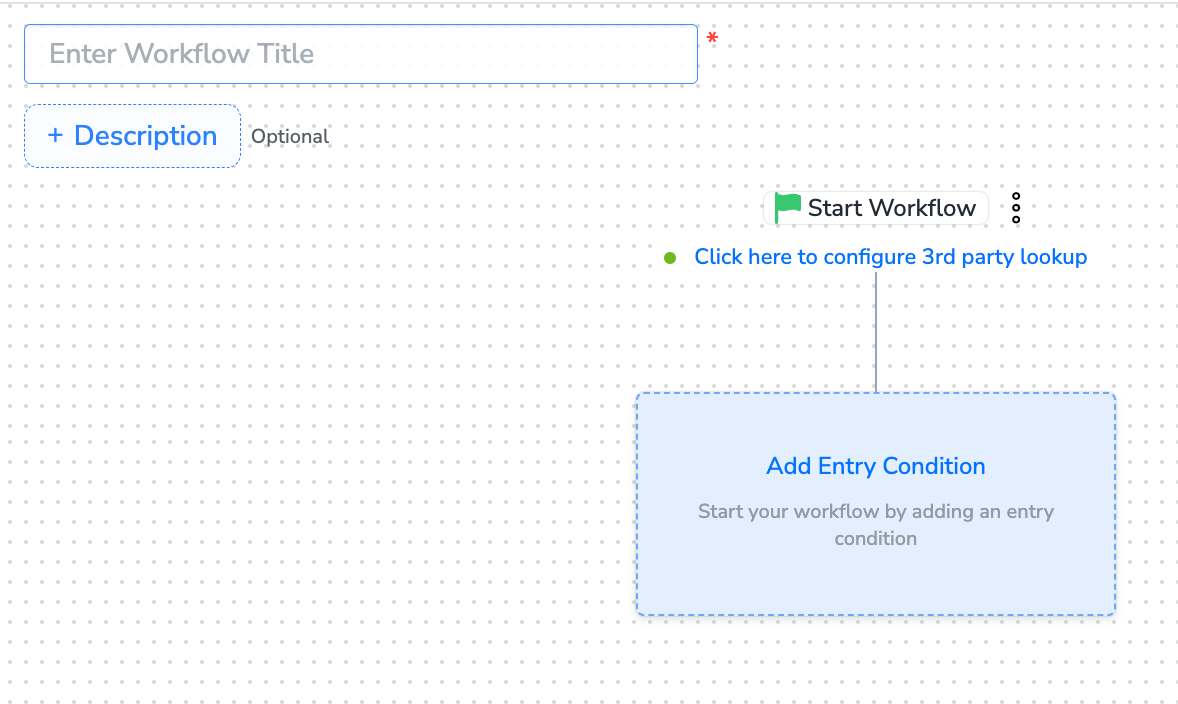 Enter Workflow Title
*
+ Description
Optional
Start Workflow
Click here to configure 3rd party lookup
Add Entry Condition
Start your workflow by adding an entry
condition